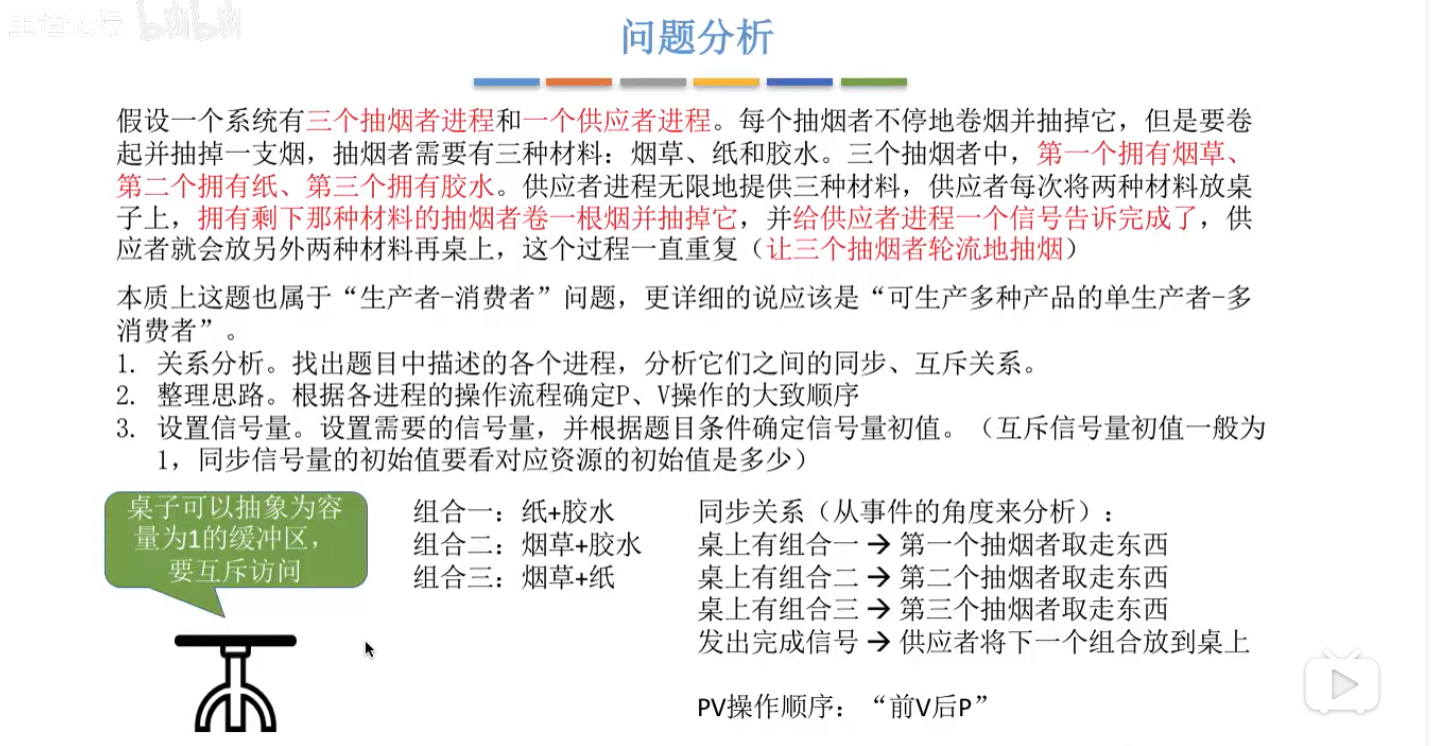 王道论坛 bilibili
问题分析
假设一个系统有三个抽烟者进程和一个供应者进程。每个抽烟者不停地卷烟并抽掉它，但是要卷
起并抽掉一支烟，抽烟者需要有三种材料：烟草、纸和胶水。三个抽烟者中，第一个拥有烟草、
第二个拥有纸、第三个拥有胶水。供应者进程无限地提供三种材料，供应者每次将两种材料放桌
子上，拥有剩下那种材料的抽烟者卷一根烟并抽掉它，并给供应者进程一个信号告诉完成了，供
应者就会放另外两种材料再桌上，这个过程一直重复（让三个抽烟者轮流地抽烟）
本质上这题也属于“生产者-消费者”问题，更详细的说应该是“可生产多种产品的单生产者-多
消费者”。
1. 关系分析。找出题目中描述的各个进程，分析它们之间的同步、互斥关系。
2. 整理思路。根据各进程的操作流程确定P、V操作的大致顺序
3. 设置信号量。设置需要的信号量，并根据题目条件确定信号量初值。（互斥信号量初值一般为
1，同步信号量的初始值要看对应资源的初始值是多少）
桌子可以抽象为容
量为1的缓冲区，
要互斥访问
组合一：纸+胶水
组合二：烟草+胶水
组合三：烟草+纸
同步关系（从事件的角度来分析）：
桌上有组合一 → 第一个抽烟者取走东西
桌上有组合二 → 第二个抽烟者取走东西
桌上有组合三 → 第三个抽烟者取走东西
发出完成信号 → 供应者将下一个组合放到桌上
PV操作顺序：“前V后P”